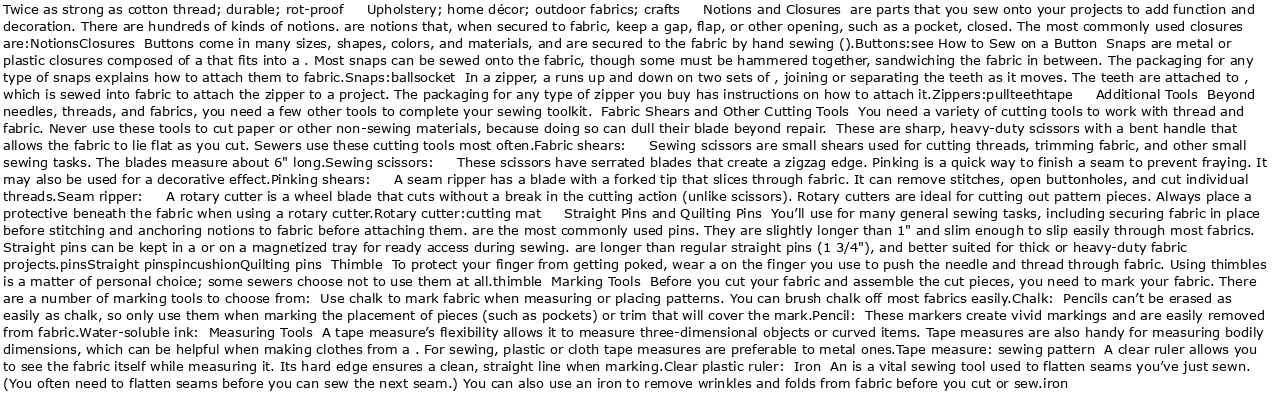 Twice as strong as cotton thread; durable; rot-proof      Upholstery; home décor; outdoor fabrics; crafts      Notions and Closures  are parts that you sew onto your projects to add function and
decoration. There are hundreds of kinds of notions. are notions that, when secured to fabric, keep a gap, flap, or other opening, such as a pocket, closed. The most commonly used closures
are:NotionsClosures  Buttons come in many sizes, shapes, colors, and materials, and are secured to the fabric by hand sewing ().Buttons:see How to Sew on a Button  Snaps are metal or
plastic closures composed of a that fits into a . Most snaps can be sewed onto the fabric, though some must be hammered together, sandwiching the fabric in between. The packaging for any
type of snaps explains how to attach them to fabric.Snaps:ballsocket  In a zipper, a runs up and down on two sets of , joining or separating the teeth as it moves. The teeth are attached to ,
which is sewed into fabric to attach the zipper to a project. The packaging for any type of zipper you buy has instructions on how to attach it.Zippers:pullteethtape      Additional Tools  Beyond
needles, threads, and fabrics, you need a few other tools to complete your sewing toolkit.  Fabric Shears and Other Cutting Tools  You need a variety of cutting tools to work with thread and
fabric. Never use these tools to cut paper or other non-sewing materials, because doing so can dull their blade beyond repair.  These are sharp, heavy-duty scissors with a bent handle that
allows the fabric to lie flat as you cut. Sewers use these cutting tools most often.Fabric shears:      Sewing scissors are small shears used for cutting threads, trimming fabric, and other small
sewing tasks. The blades measure about 6" long.Sewing scissors:      These scissors have serrated blades that create a zigzag edge. Pinking is a quick way to finish a seam to prevent fraying. It
may also be used for a decorative effect.Pinking shears:      A seam ripper has a blade with a forked tip that slices through fabric. It can remove stitches, open buttonholes, and cut individual
threads.Seam ripper:      A rotary cutter is a wheel blade that cuts without a break in the cutting action (unlike scissors). Rotary cutters are ideal for cutting out pattern pieces. Always place a
protective beneath the fabric when using a rotary cutter.Rotary cutter:cutting mat      Straight Pins and Quilting Pins  You’ll use for many general sewing tasks, including securing fabric in place
before stitching and anchoring notions to fabric before attaching them. are the most commonly used pins. They are slightly longer than 1" and slim enough to slip easily through most fabrics.
Straight pins can be kept in a or on a magnetized tray for ready access during sewing. are longer than regular straight pins (1 3/4"), and better suited for thick or heavy-duty fabric
projects.pinsStraight pinspincushionQuilting pins  Thimble  To protect your finger from getting poked, wear a on the finger you use to push the needle and thread through fabric. Using thimbles
is a matter of personal choice; some sewers choose not to use them at all.thimble  Marking Tools  Before you cut your fabric and assemble the cut pieces, you need to mark your fabric. There
are a number of marking tools to choose from:  Use chalk to mark fabric when measuring or placing patterns. You can brush chalk off most fabrics easily.Chalk:  Pencils can’t be erased as
easily as chalk, so only use them when marking the placement of pieces (such as pockets) or trim that will cover the mark.Pencil:  These markers create vivid markings and are easily removed
from fabric.Water-soluble ink:  Measuring Tools  A tape measure’s flexibility allows it to measure three-dimensional objects or curved items. Tape measures are also handy for measuring bodily
dimensions, which can be helpful when making clothes from a . For sewing, plastic or cloth tape measures are preferable to metal ones.Tape measure: sewing pattern  A clear ruler allows you
to see the fabric itself while measuring it. Its hard edge ensures a clean, straight line when marking.Clear plastic ruler:  Iron  An is a vital sewing tool used to flatten seams you’ve just sewn.
(You often need to flatten seams before you can sew the next seam.) You can also use an iron to remove wrinkles and folds from fabric before you cut or sew.iron